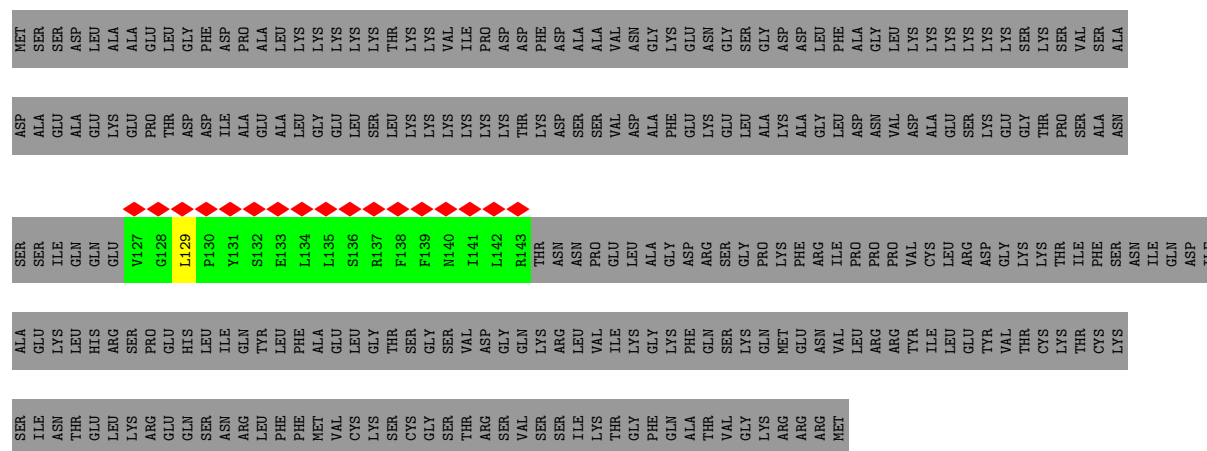 MET SER SER ASP LEU ALA ALA GLU LEU GLY PHE ASP PRO ALA LEU LYS LYS LYS LYS LYS THR LYS LYS VAL ILE PRO ASP ASP PHE ASP ALA ALA VAL ASN GLY LYS GLU ASN GLY SER GLY ASP ASP LEU PHE ALA GLY LEU LYS LYS LYS LYS LYS LYS SER LYS SER VAL SER ALA
ASP ALA GLU ALA GLU LYS GLU PRO THR ASP ASP ILE ALA GLU ALA LEU GLY GLU LEU SER LEU LYS LYS LYS LYS LYS LYS THR LYS ASP SER SER VAL ASP ALA PHE GLU LYS GLU LEU ALA LYS ALA GLY LEU ASP ASN VAL ASP ALA GLU SER LYS GLU GLY THR PRO SER ALA ASN
SER SER ILE GLN GLN GLU V127 G128 L129 P130 Y131 S132 E133 L134 L135 S136 R137 F138 F139 N140 I141 L142 R143 THR ASN ASN PRO GLU LEU ALA GLY ASP ARG SER GLY PRO LYS PHE ARG ILE PRO PRO PRO VAL CYS LEU ARG ASP GLY LYS LYS THR ILE PHE SER ASN ILE GLN ASP ILE
ALA GLU LYS LEU HIS ARG SER PRO GLU HIS LEU ILE GLN TYR LEU PHE ALA GLU LEU GLY THR SER GLY SER VAL ASP GLY GLN LYS ARG LEU VAL ILE LYS GLY LYS PHE GLN SER LYS GLN MET GLU ASN VAL LEU ARG ARG TYR ILE LEU GLU TYR VAL THR CYS LYS THR CYS LYS
SER ILE ASN THR GLU LEU LYS ARG GLU GLN SER ASN ARG LEU PHE PHE MET VAL CYS LYS SER CYS GLY SER THR ARG SER VAL SER SER ILE LYS THR GLY PHE GLN ALA THR VAL GLY LYS ARG ARG ARG MET